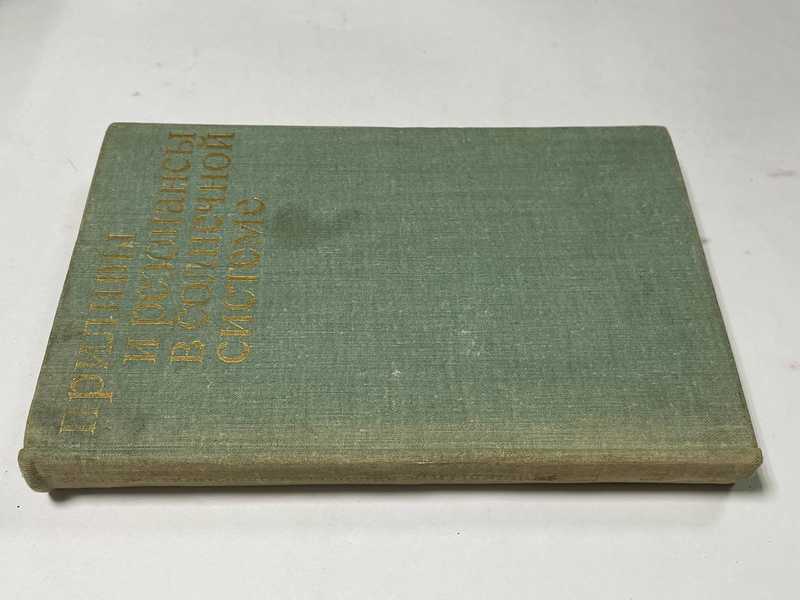 Приливы
и резонансы
в солнечной
системе